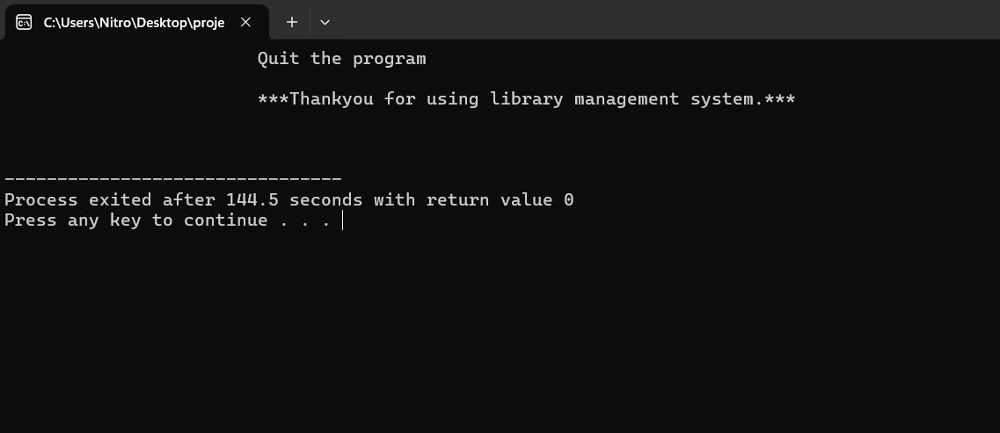 C:\Users\Nitro\Desktop\proje
Quit the program
***Thankyou for using library management system.***
--------------------------------
Process exited after 144.5 seconds with return value 0
Press any key to continue . . .